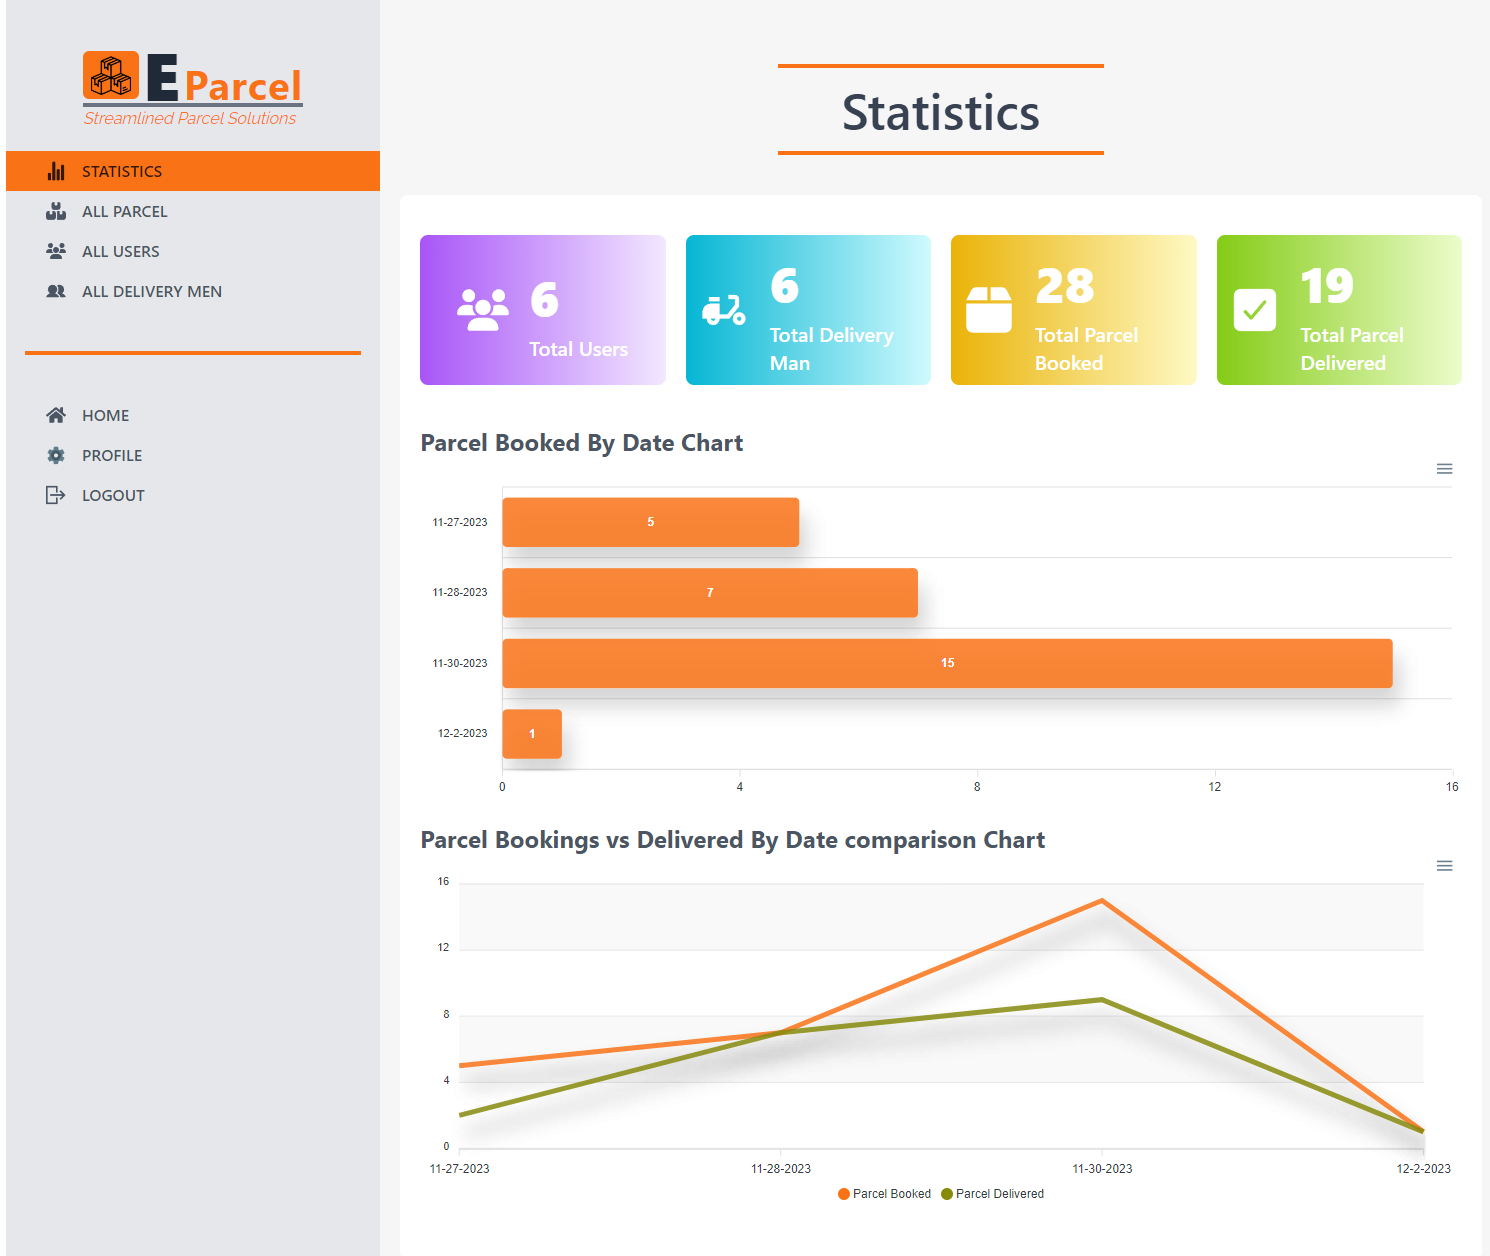 E Parcel
Streamlined Parcel Solutions
STATISTICS
ALL PARCEL
ALL USERS
ALL DELIVERY MEN
HOME
PROFILE
LOGOUT
Statistics
6
Total Users
6
Total Delivery
Man
28
Total Parcel
Booked
19
Total Parcel
Delivered
Parcel Booked By Date Chart
11-27-2023
5
11-28-2023
7
11-30-2023
15
12-2-2023
1
0 4 8 12 16
Parcel Bookings vs Delivered By Date comparison Chart
16
12
8
4
0
11-27-2023 11-28-2023 11-30-2023 12-2-2023
Parcel Booked Parcel Delivered